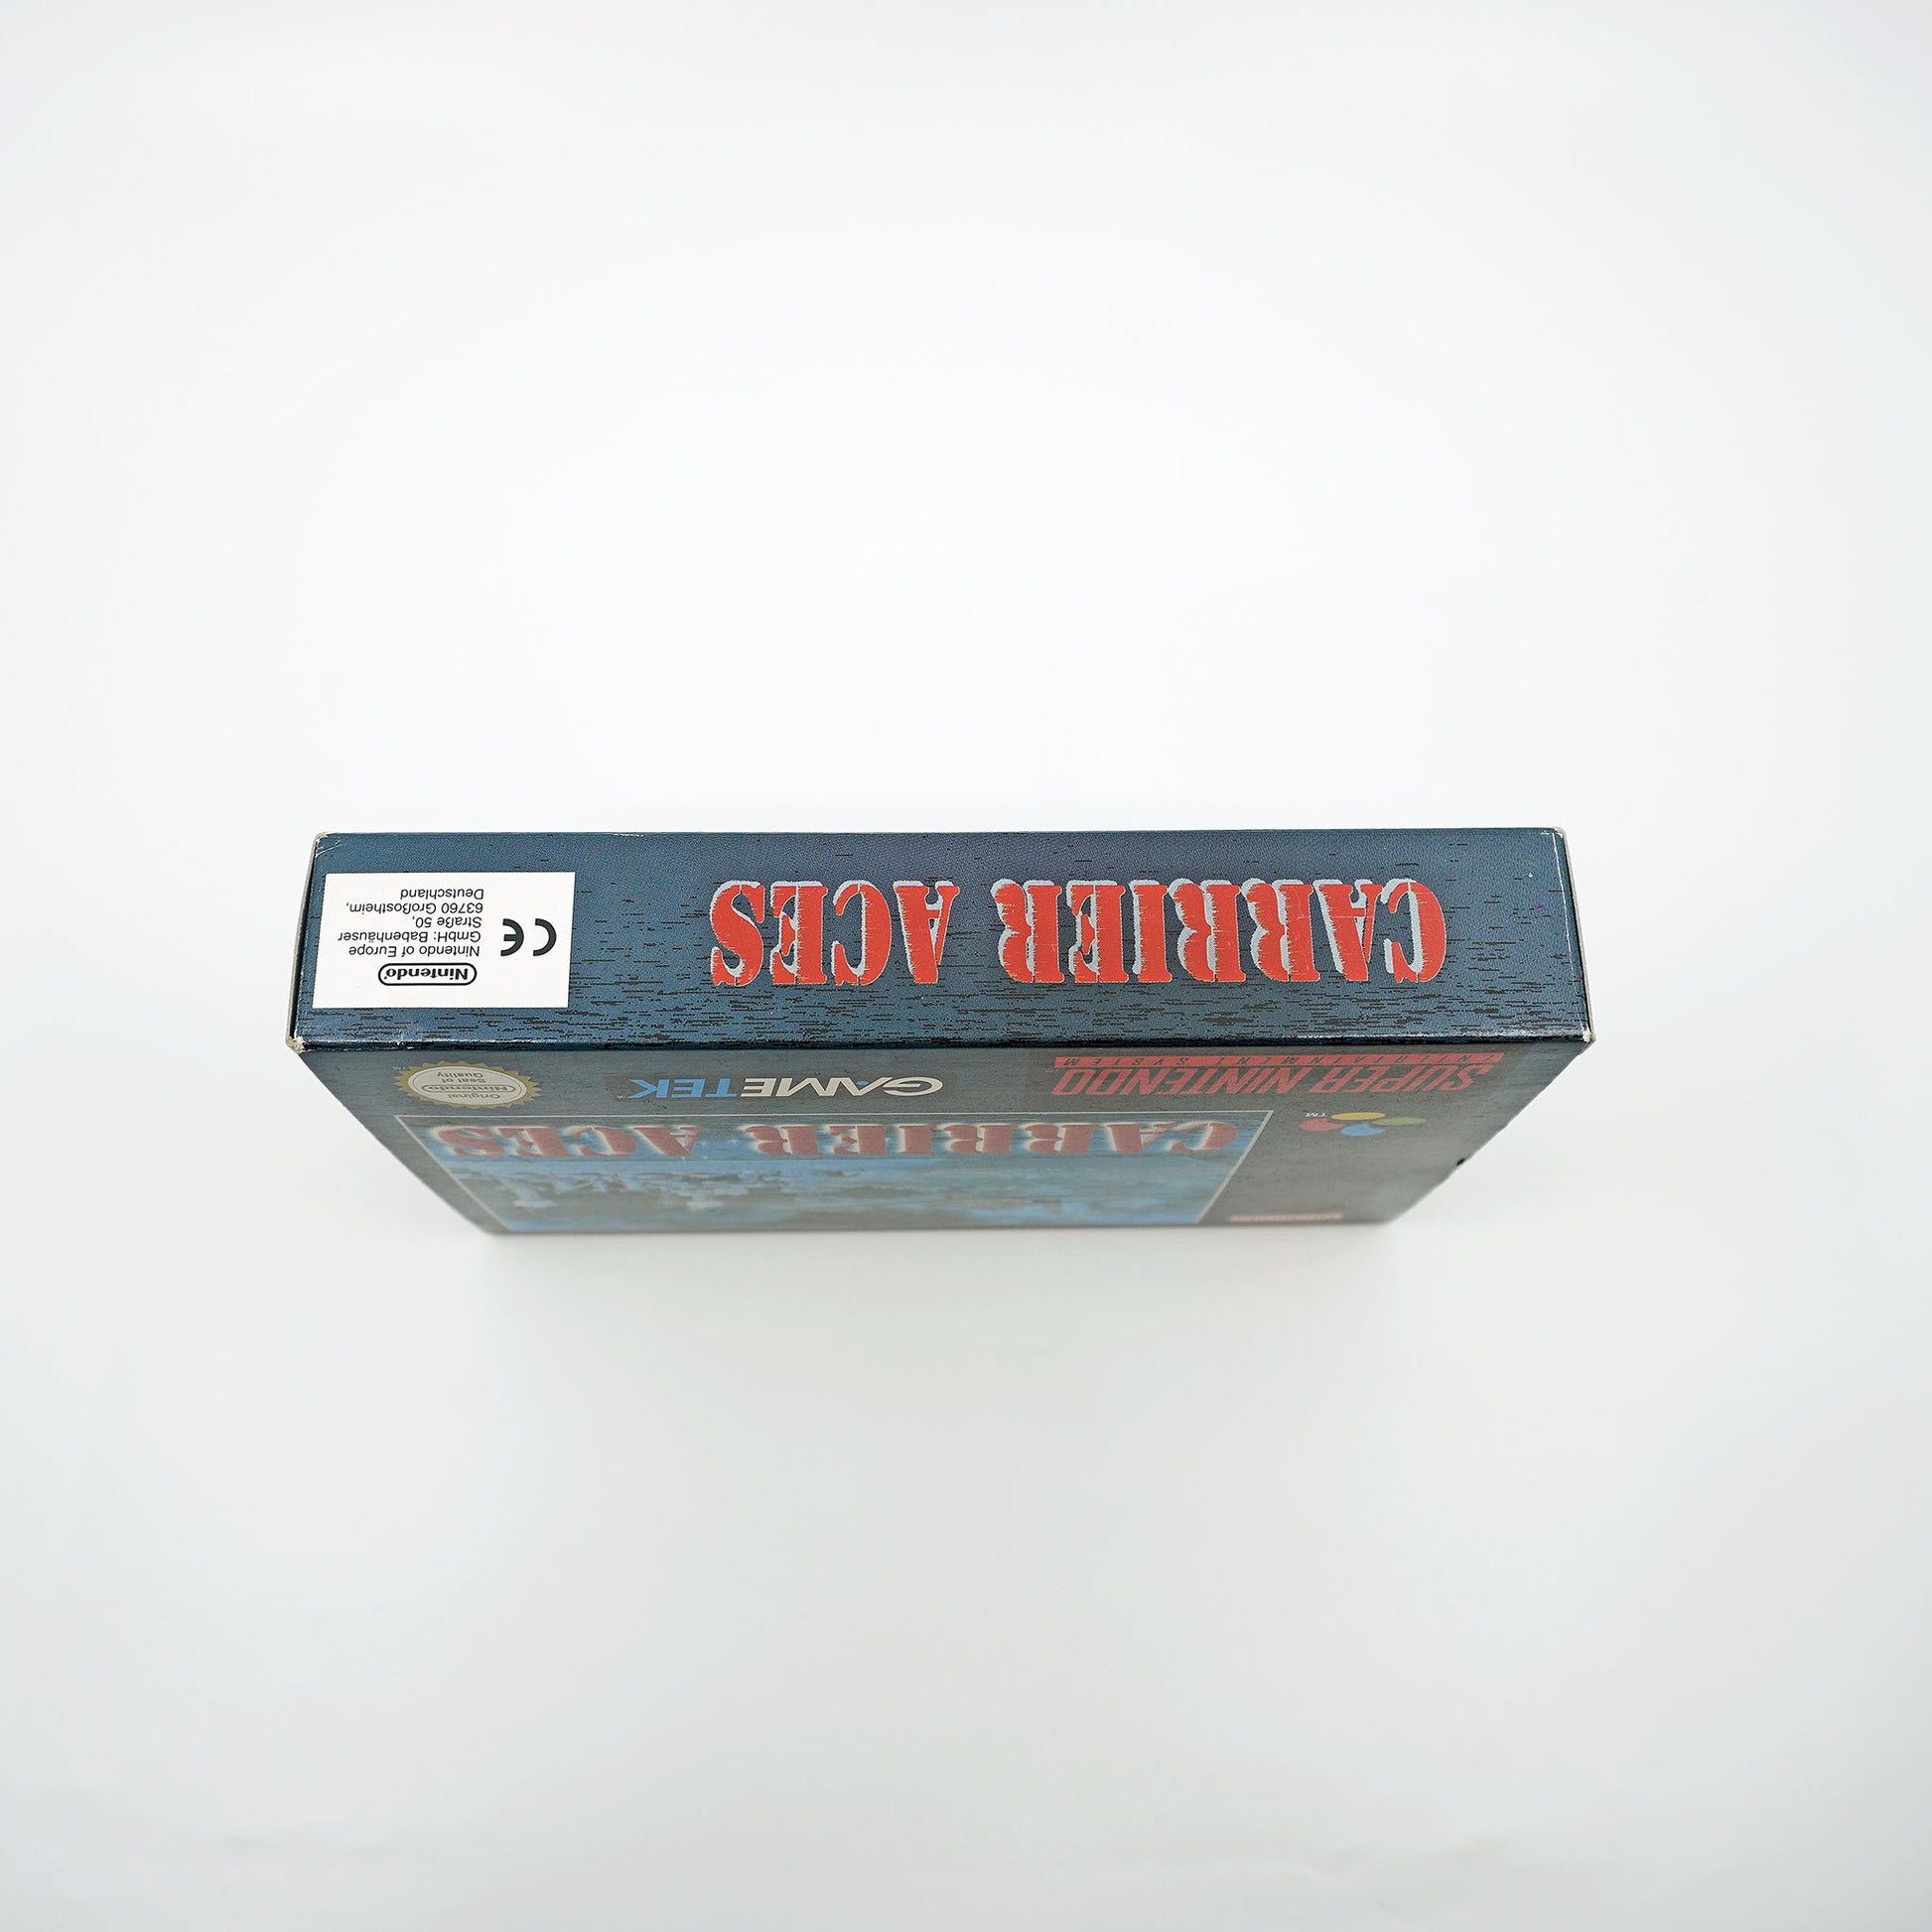 CARRIER ACES
CE
Nintendo
Nintendo of Europe
GmbH: Babenhäuser
Straße 50,
63760 Großostheim,
Deutschland
SUPER NINTENDO
ENTERTAINMENT SYSTEM
TM
GAMETEK
Original
Nintendo
Seal of
Quality
CARRIER ACES